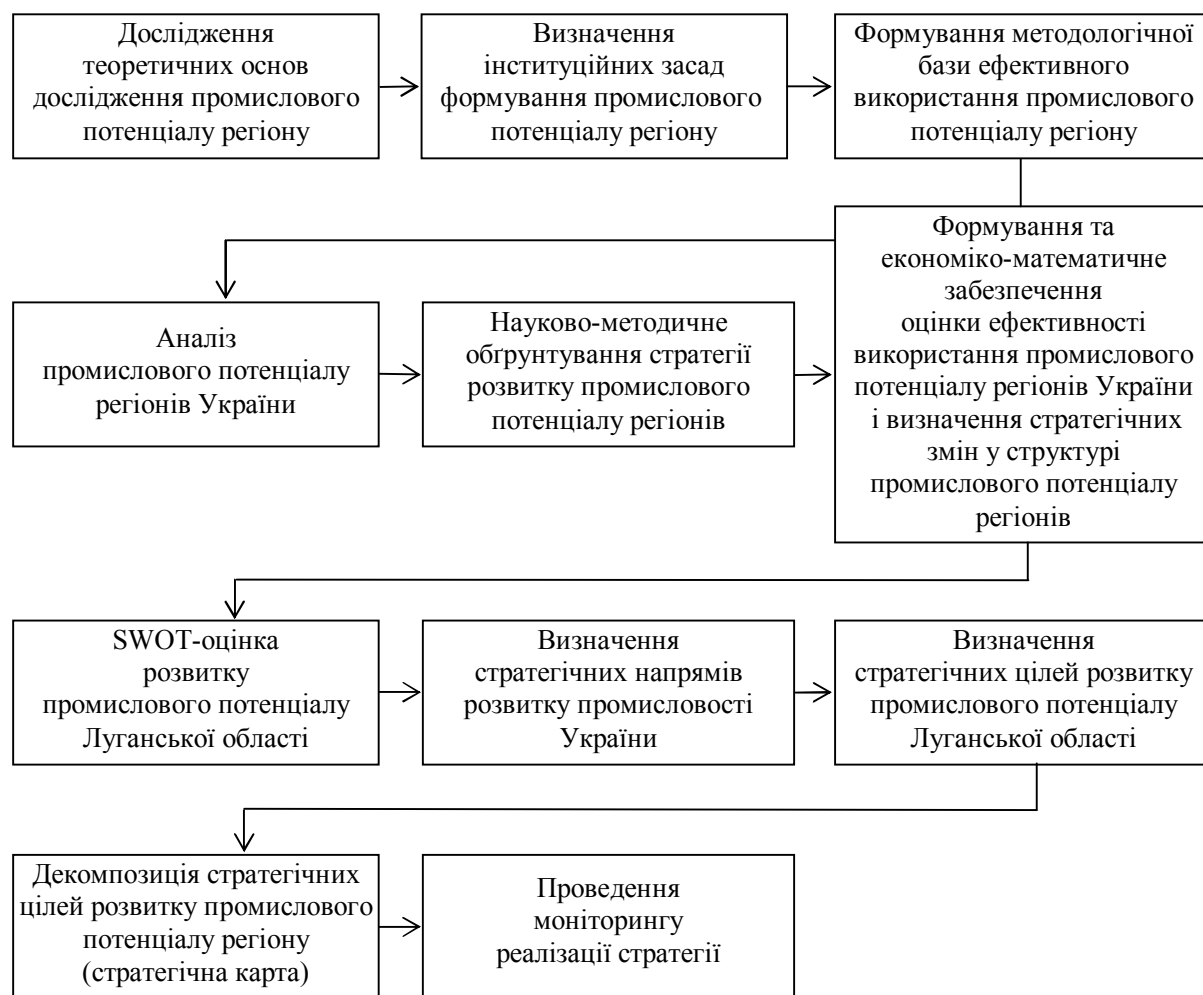 Дослідження
теоретичних основ
дослідження промислового
потенціалу регіону
Визначення
інституційних засад
формування промислового
потенціалу регіону
Формування методологічної
бази ефективного
використання промислового
потенціалу регіону
Аналіз
промислового потенціалу
регіонів України
Науково-методичне
обґрунтування стратегії
розвитку промислового
потенціалу регіонів
Формування та
економіко-математичне
забезпечення
оцінки ефективності
використання промислового
потенціалу регіонів України
і визначення стратегічних
змін у структурі
промислового потенціалу
регіонів
SWOT-оцінка
розвитку
промислового потенціалу
Луганської області
Визначення
стратегічних напрямів
розвитку промисловості
України
Визначення
стратегічних цілей розвитку
промислового потенціалу
Луганської області
Декомпозиція стратегічних
цілей розвитку промислового
потенціалу регіону
(стратегічна карта)
Проведення
моніторингу
реалізації стратегії